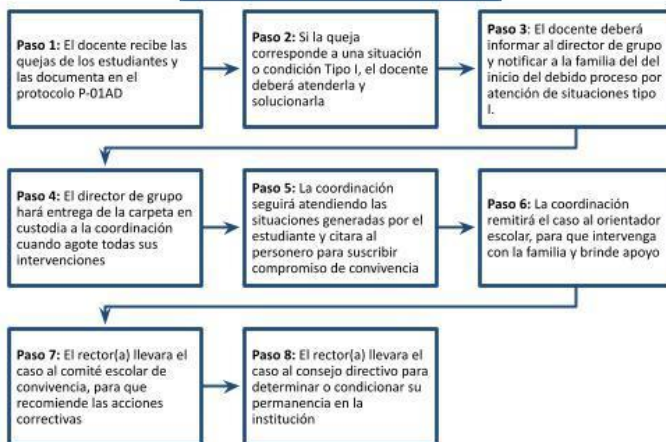 Paso 1: El docente recibe las
quejas de los estudiantes y
las documenta en el
protocolo P-01AD
Paso 2: Si la queja
corresponde a una situación
o condición Tipo I, el docente
deberá atenderla y
solucionarla
Paso 3: El docente deberá
informar al director de grupo
y notificar a la familia del del
inicio del debido proceso por
atención de situaciones tipo
I.
Paso 4: El director de grupo
hará entrega de la carpeta en
custodia a la coordinación
cuando agote todas sus
intervenciones
Paso 5: La coordinación
seguirá atendiendo las
situaciones generadas por el
estudiante y citara al
personero para suscribir
compromiso de convivencia
Paso 6: La coordinación
remitirá el caso al orientador
escolar, para que intervenga
con la familia y brinde apoyo
Paso 7: El rector(a) llevara el
caso al comité escolar de
convivencia, para que
recomiende las acciones
correctivas
Paso 8: El rector(a) llevara el
caso al consejo directivo para
determinar o condicionar su
permanencia en la
institución